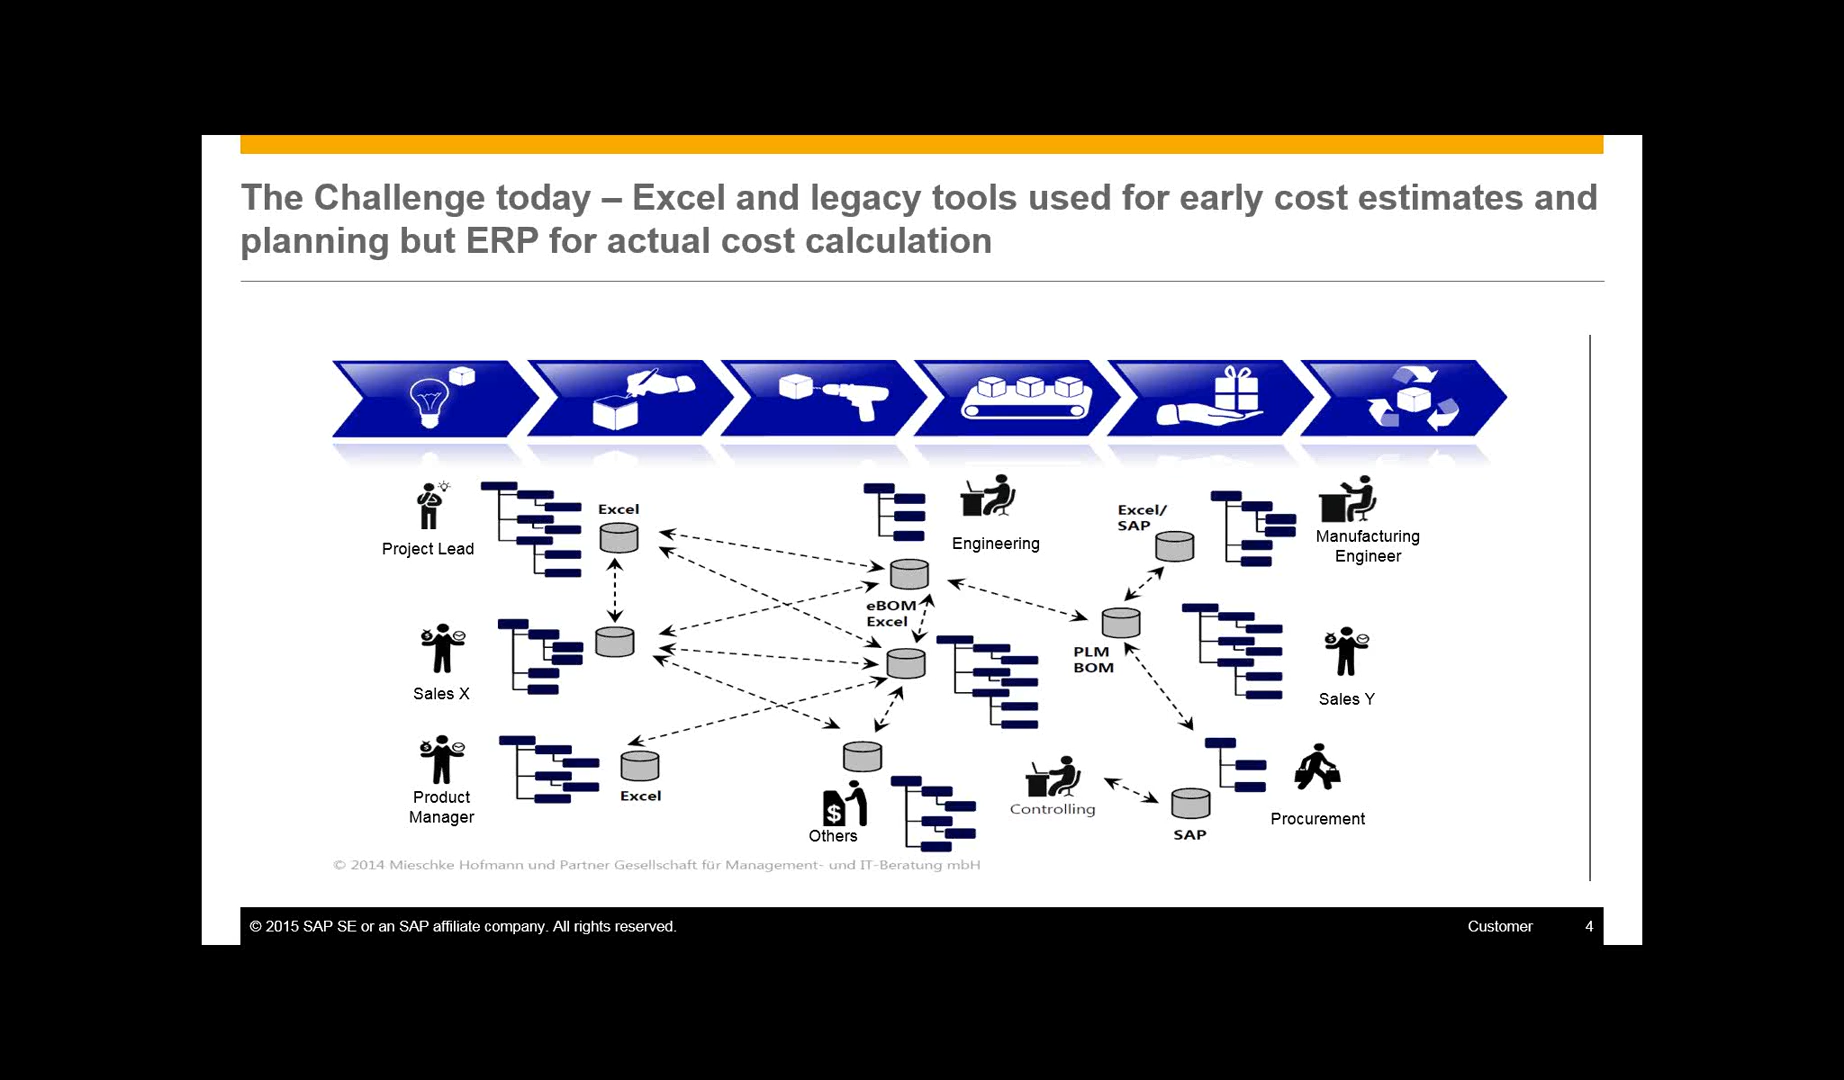 The Challenge today – Excel and legacy tools used for early cost estimates and
planning but ERP for actual cost calculation
Project Lead
Excel
Engineering
Excel/
SAP
Manufacturing
Engineer
eBOM
Excel
PLM
BOM
Sales X
Sales Y
Product
Manager
Excel
$
Others
Controlling
SAP
Procurement
© 2014 Mieschke Hofmann und Partner Gesellschaft für Management- und IT-Beratung mbH
© 2015 SAP SE or an SAP affiliate company. All rights reserved.
Customer
4